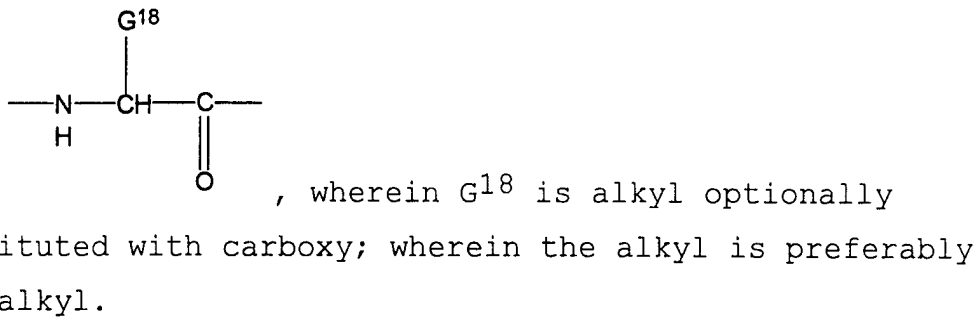 G18
N CH C
H
O
, wherein G18 is alkyl optionally
ituted with carboxy; wherein the alkyl is preferably
alkyl.